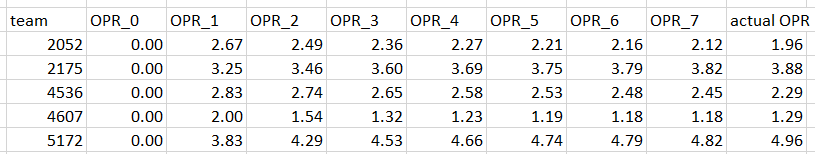 team OPR_0 OPR_1 OPR_2 OPR_3 OPR_4 OPR_5 OPR_6 OPR_7 actual OPR
2052 0.00 2.67 2.49 2.36 2.27 2.21 2.16 2.12 1.96
2175 0.00 3.25 3.46 3.60 3.69 3.75 3.79 3.82 3.88
4536 0.00 2.83 2.74 2.65 2.58 2.53 2.48 2.45 2.29
4607 0.00 2.00 1.54 1.32 1.23 1.19 1.18 1.18 1.29
5172 0.00 3.83 4.29 4.53 4.66 4.74 4.79 4.82 4.96